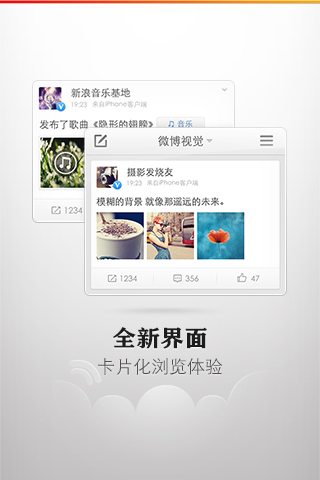 新浪音乐基地
19:23 来自iPhone客户端
发布了歌曲《隐形的翅膀》 音乐
1234
微博视觉
摄影发烧友
19:23 来自iPhone客户端
模糊的背景 就像那遥远的未来。
1234 356 47
全新界面
卡片化浏览体验